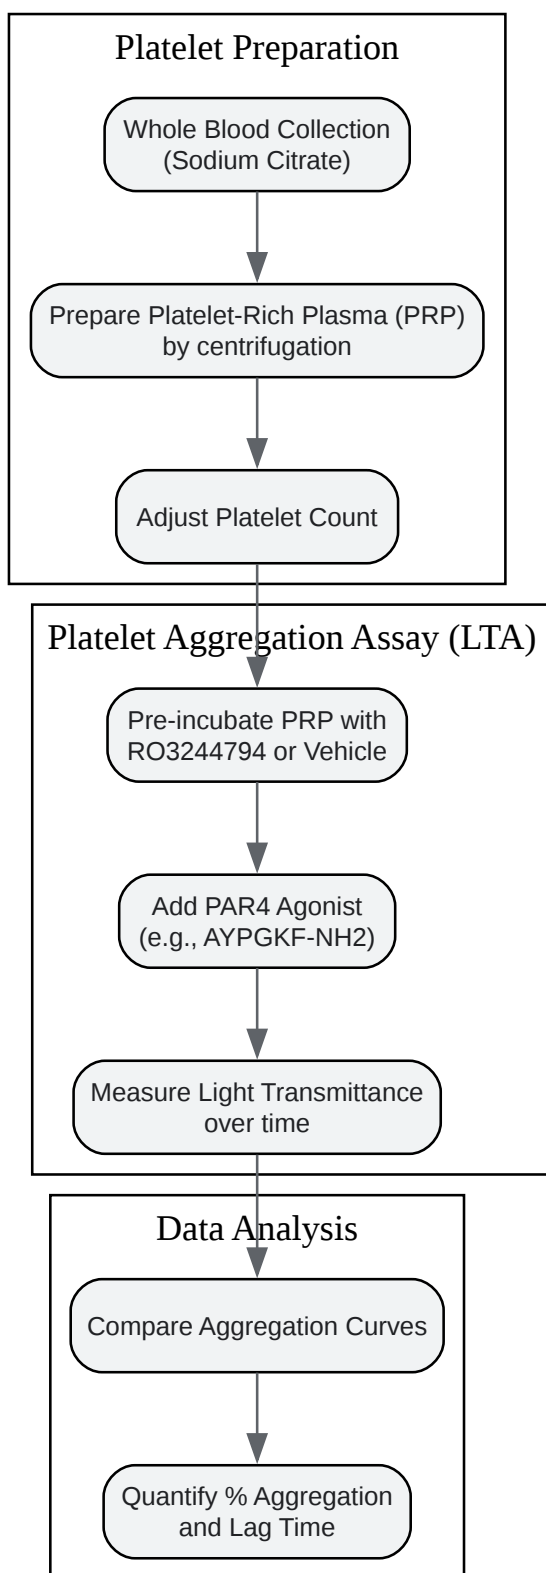 Platelet Preparation
Whole Blood Collection
(Sodium Citrate)
Prepare Platelet-Rich Plasma (PRP)
by centrifugation
Adjust Platelet Count
Platelet Aggregation Assay (LTA)
Pre-incubate PRP with
RO3244794 or Vehicle
Add PAR4 Agonist
(e.g., AYPGKF-NH2)
Measure Light Transmittance
over time
Data Analysis
Compare Aggregation Curves
Quantify % Aggregation
and Lag Time